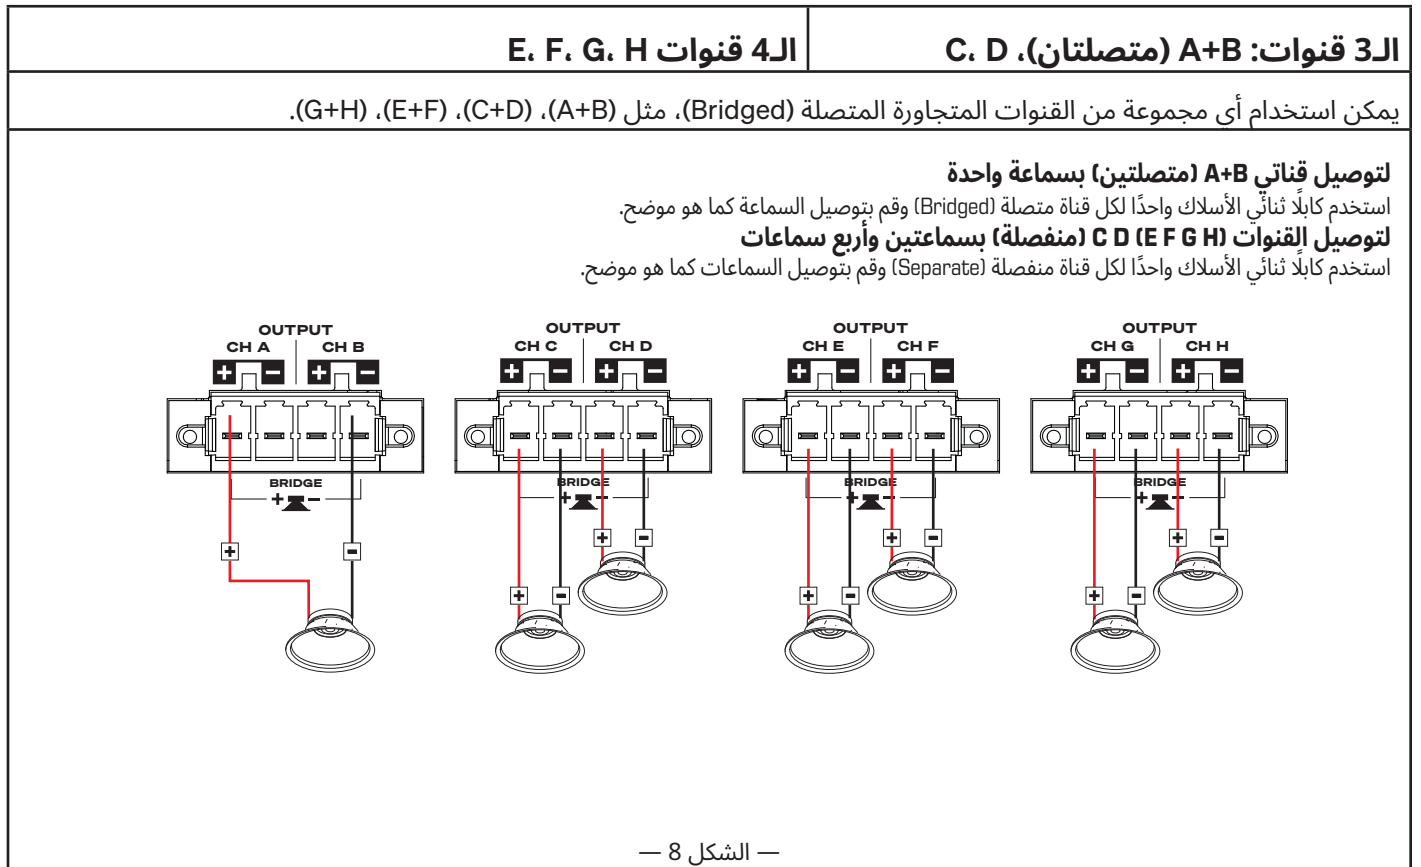 الـ3 قنوات: A+B (متصلتان)، C، D
الـ4 قنوات E، F، G، H
يمكن استخدام أي مجموعة من القنوات المتجاورة المتصلة (Bridged)، مثل (A+B)، (C+D)، (E+F)، (G+H).
لتوصيل قناتي A+B (متصلتين) بسماعة واحدة
استخدم كابلًا ثنائي الأسلاك واحدًا لكل قناة متصلة (Bridged) وقم بتوصيل السماعة كما هو موضح.
لتوصيل القنوات C D (E F G H) (منفصلة) بسماعتين وأربع سماعات
استخدم كابلًا ثنائي الأسلاك واحدًا لكل قناة منفصلة (Separate) وقم بتوصيل السماعات كما هو موضح.
OUTPUT
CH A CH B
+ − + −
BRIDGE
+ −
+ −
OUTPUT
CH C CH D
+ − + −
BRIDGE
+ −
+ −
+ −
OUTPUT
CH E CH F
+ − + −
BRIDGE
+ −
+ −
+ −
OUTPUT
CH G CH H
+ − + −
BRIDGE
+ −
+ −
+ −
— الشكل 8 —